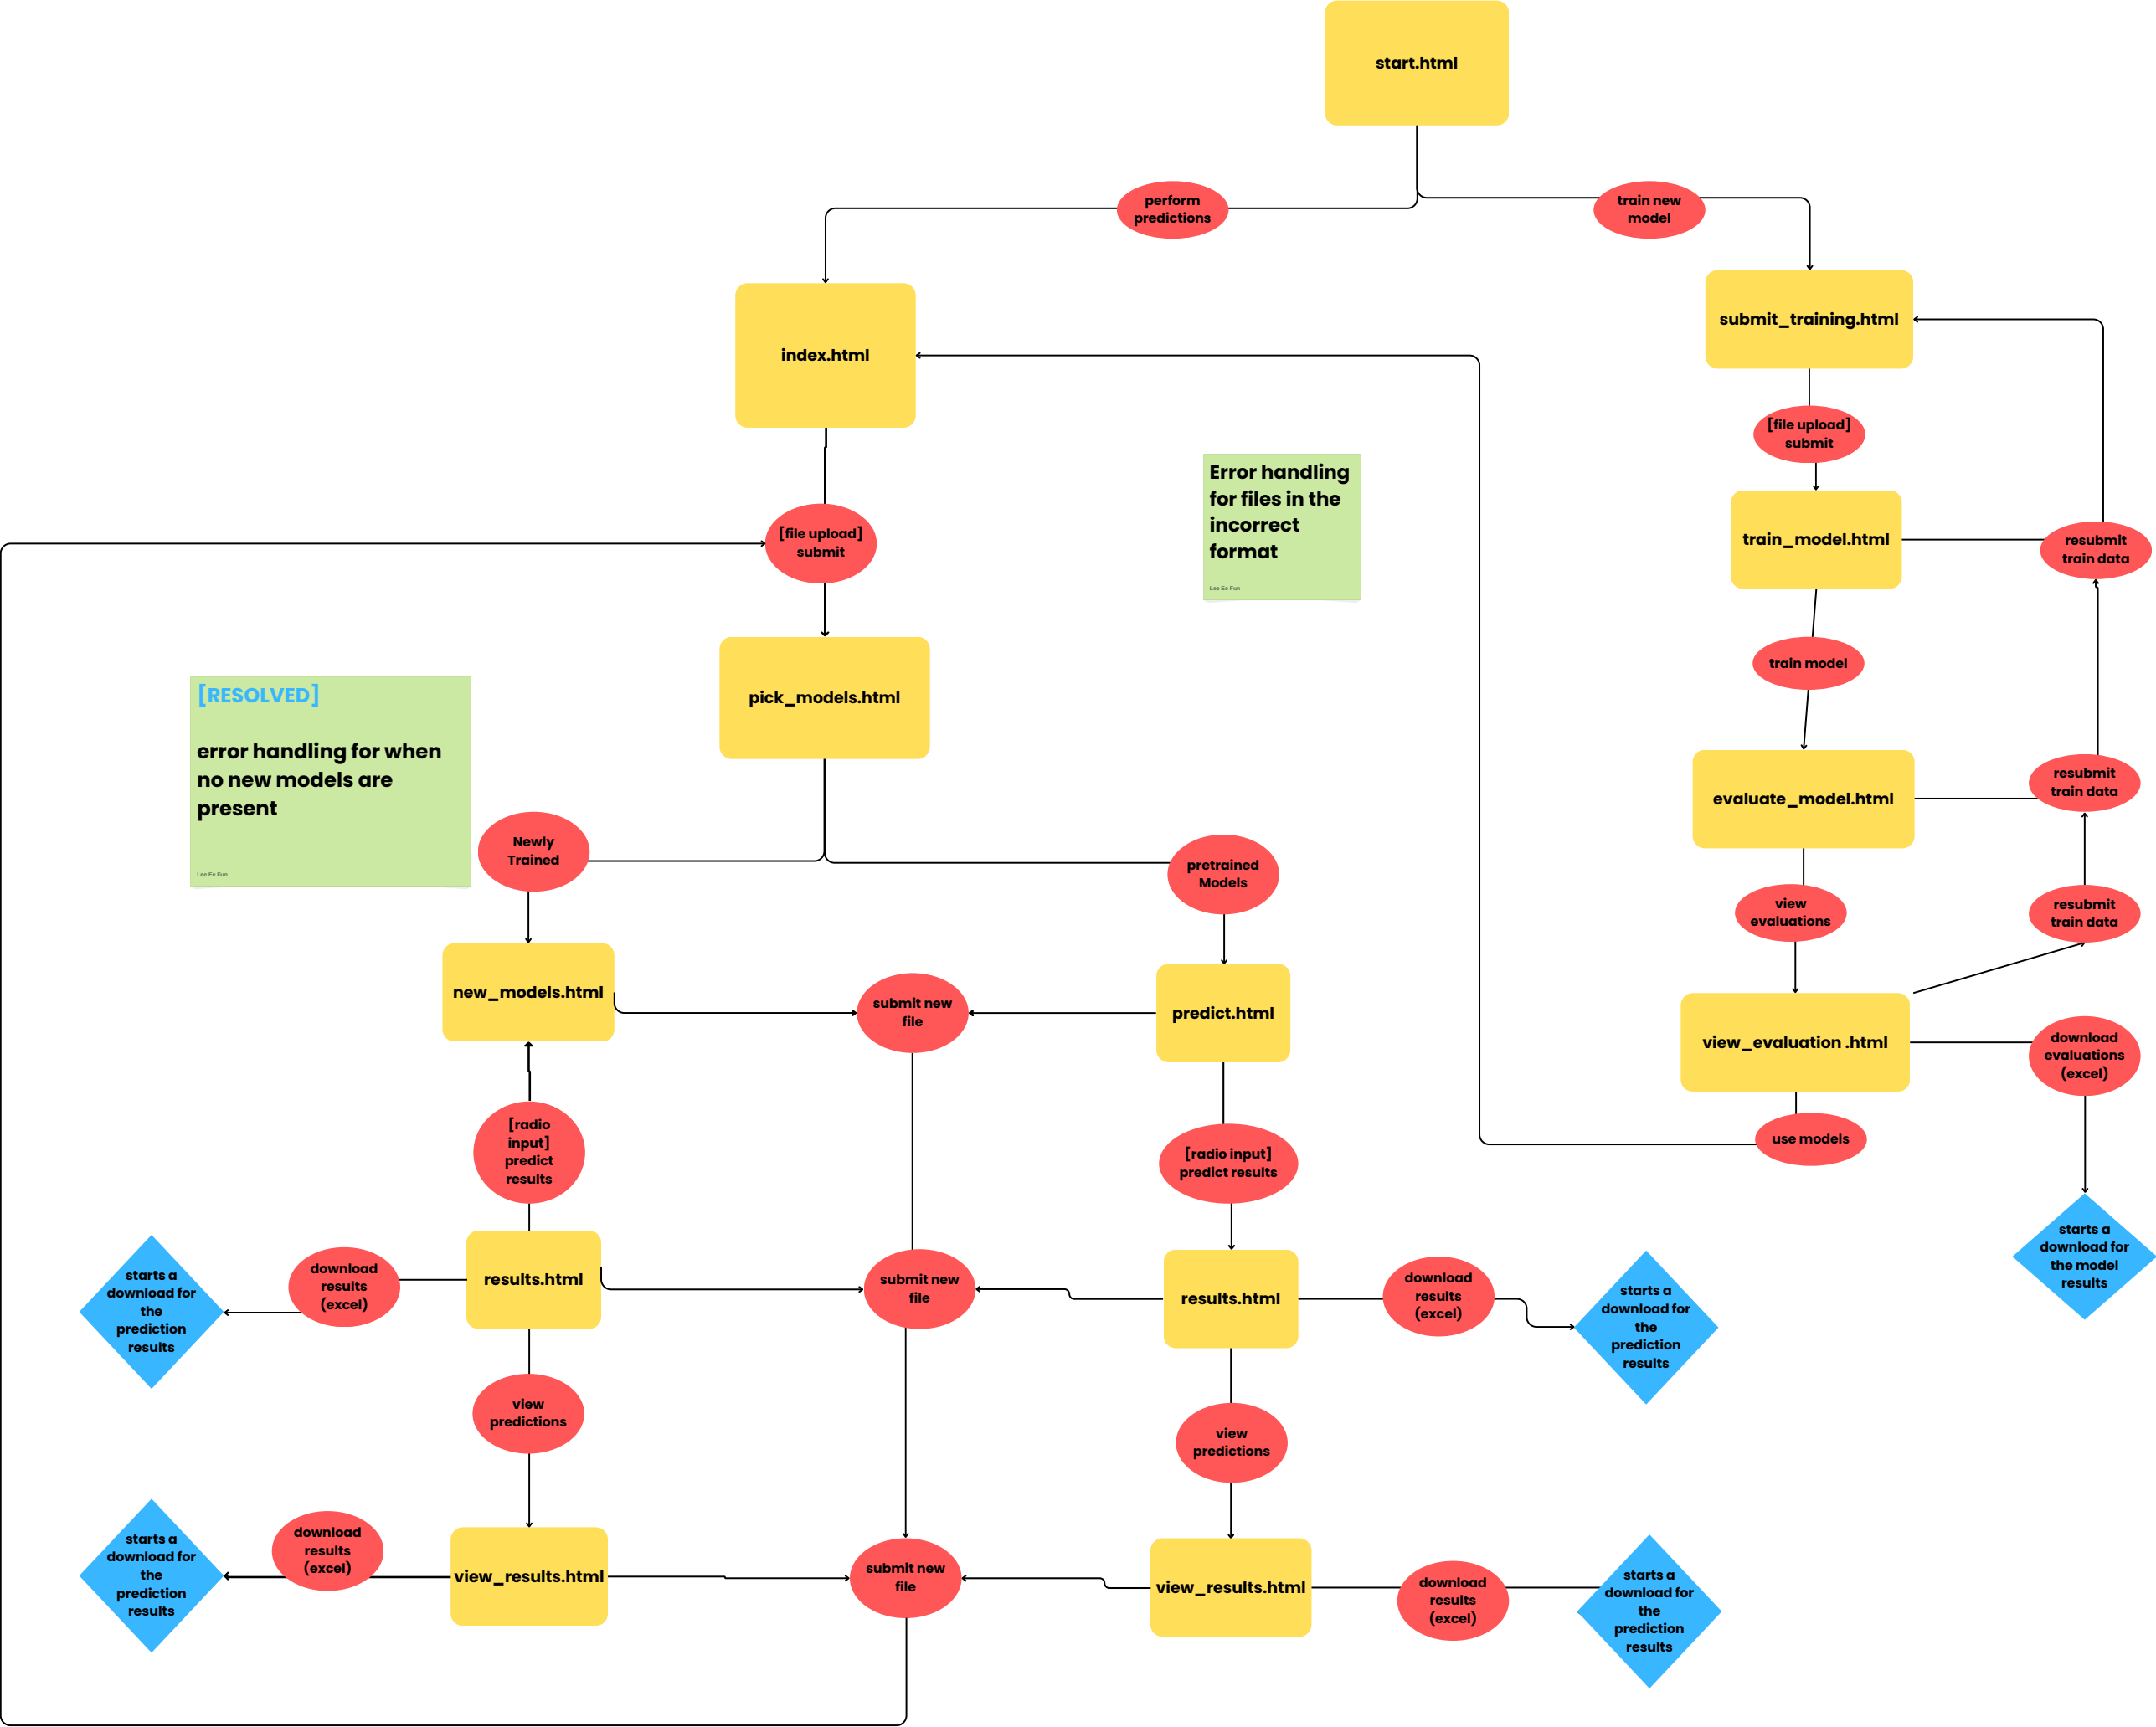 start.html
perform
predictions
train new
model
index.html
submit_training.html
[file upload]
submit
[file upload]
submit
Error handling
for files in the
incorrect
format
Lee Ee Fun
train_model.html
resubmit
train data
pick_models.html
train model
[RESOLVED]
error handling for when
no new models are
present
Lee Ee Fun
evaluate_model.html
resubmit
train data
Newly
Trained
pretrained
Models
view
evaluations
resubmit
train data
new_models.html
submit new
file
predict.html
view_evaluation .html
download
evaluations
(excel)
[radio
input]
predict
results
[radio input]
predict results
use models
starts a
download for
the model
results
starts a
download for
the
prediction
results
download
results
(excel)
results.html
submit new
file
results.html
download
results
(excel)
starts a
download for
the
prediction
results
view
predictions
view
predictions
starts a
download for
the
prediction
results
download
results
(excel)
view_results.html
submit new
file
view_results.html
download
results
(excel)
starts a
download for
the
prediction
results